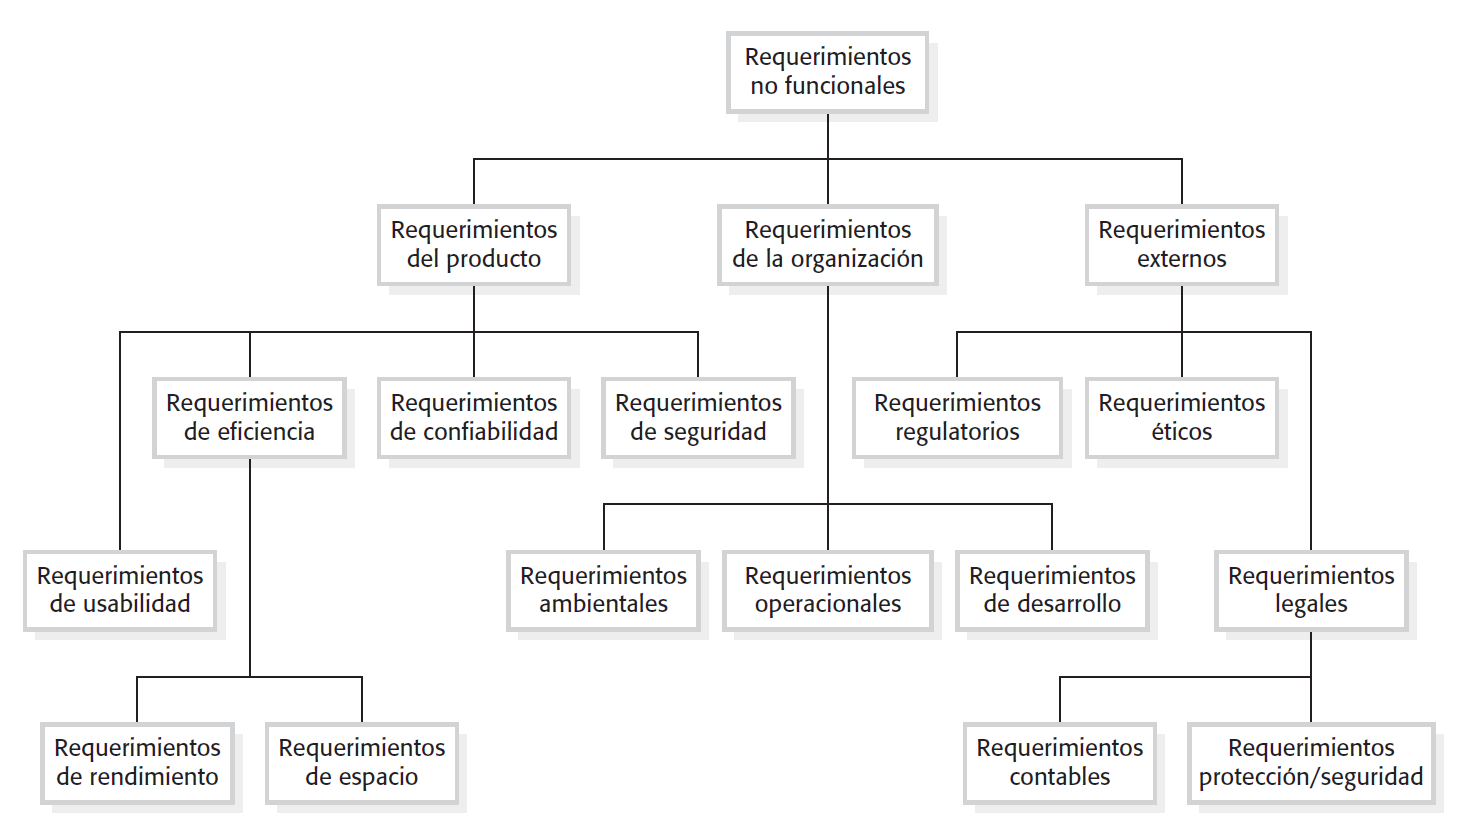 Requerimientos
no funcionales
Requerimientos
del producto
Requerimientos
de la organización
Requerimientos
externos
Requerimientos
de eficiencia
Requerimientos
de confiabilidad
Requerimientos
de seguridad
Requerimientos
regulatorios
Requerimientos
éticos
Requerimientos
de usabilidad
Requerimientos
ambientales
Requerimientos
operacionales
Requerimientos
de desarrollo
Requerimientos
legales
Requerimientos
de rendimiento
Requerimientos
de espacio
Requerimientos
contables
Requerimientos
protección/seguridad